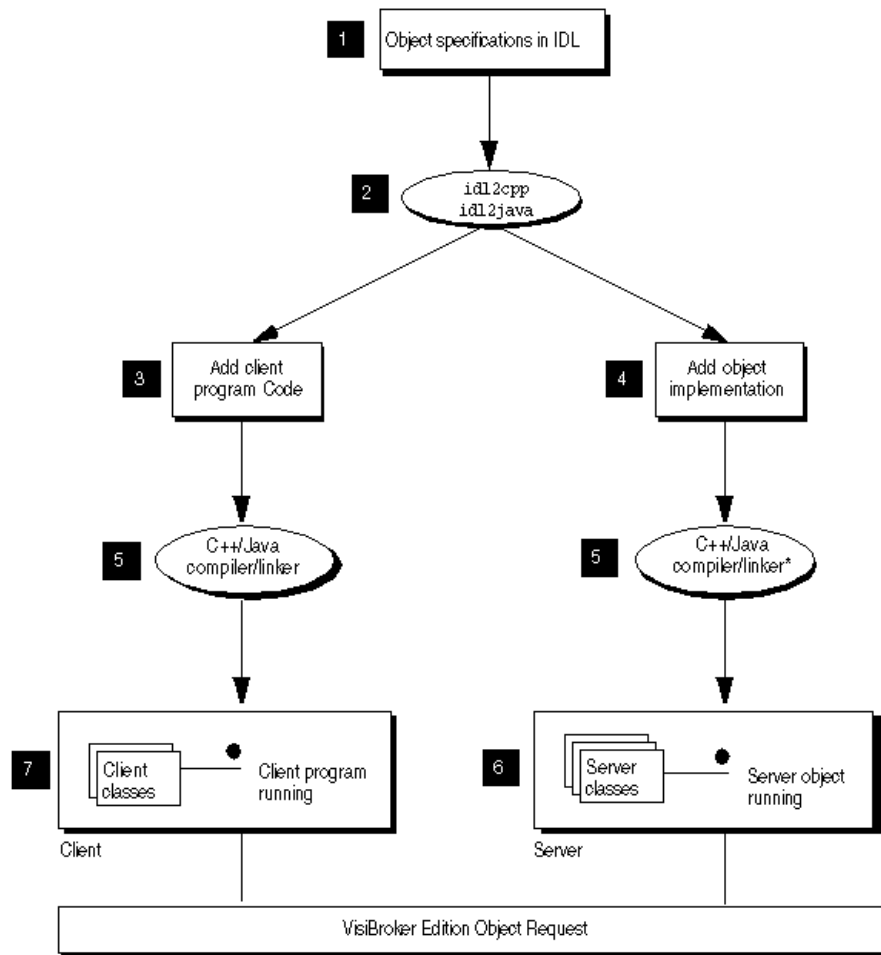 1
Object specifications in IDL
2
idl2cpp
idl2java
3
Add client
program Code
4
Add object
implementation
5
C++/Java
compiler/linker
5
C++/Java
compiler/linker*
7
Client
classes
Client program
running
6
Server
classes
Server object
running
Client
Server
VisiBroker Edition Object Request